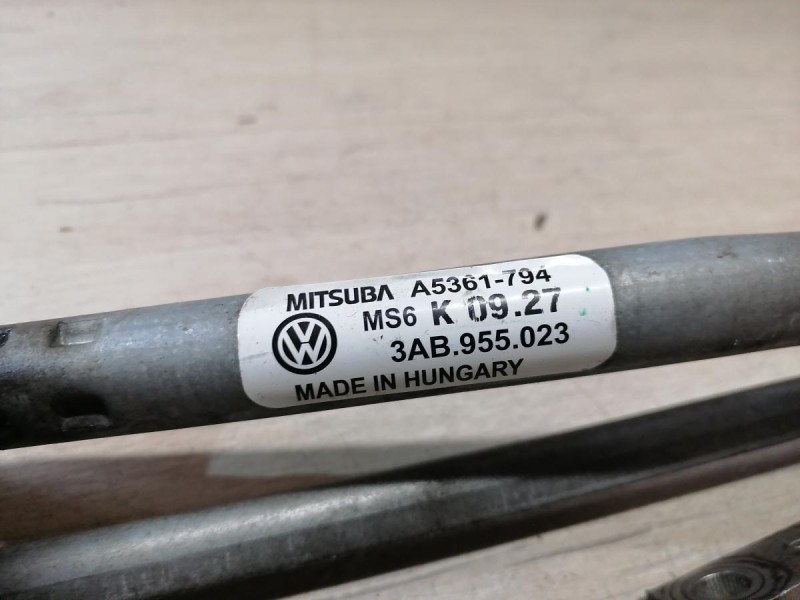 MITSUBA A5361-794
MS6 K 09.27
3AB.955.023
MADE IN HUNGARY